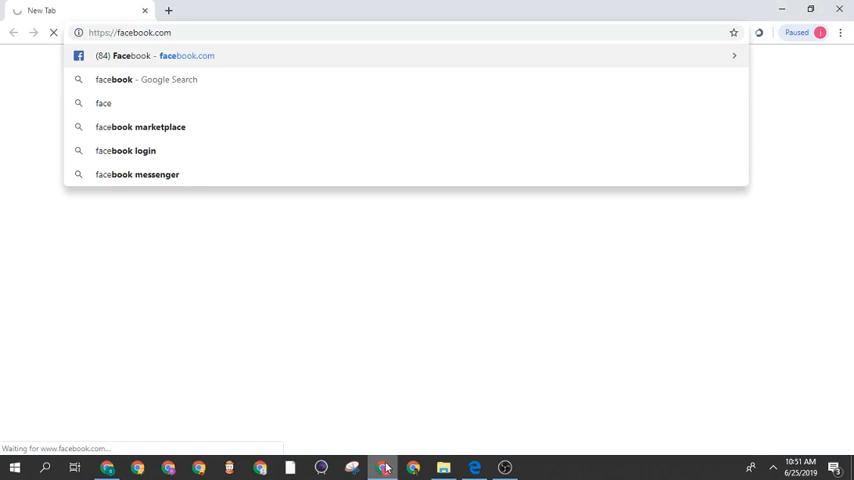 New Tab
https://facebook.com
Paused i
(84) Facebook - facebook.com
facebook - Google Search
face
facebook marketplace
facebook login
facebook messenger
Waiting for www.facebook.com...
10:51 AM
6/25/2019
3